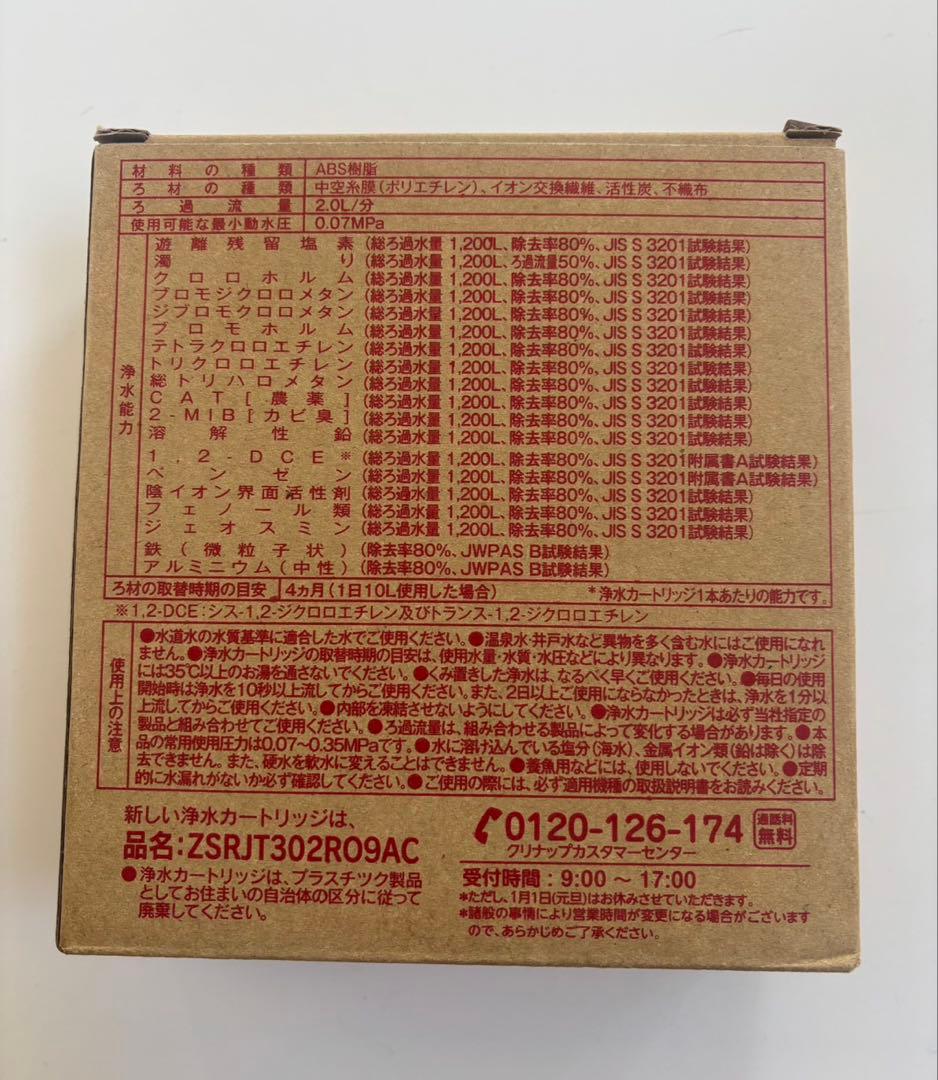 材料の種類 ABS樹脂
ろ材の種類 中空糸膜(ポリエチレン)、イオン交換繊維、活性炭、不織布
ろ過流量 2.0L/分
使用可能な最小動水圧 0.07MPa
浄水能力
遊離残留塩素(総ろ過水量 1,200L、除去率80%、JIS S 3201試験結果)
濁り(総ろ過水量 1,200L、ろ過流量50%、JIS S 3201試験結果)
クロロホルム(総ろ過水量 1,200L、除去率80%、JIS S 3201試験結果)
ブロモジクロロメタン(総ろ過水量 1,200L、除去率80%、JIS S 3201試験結果)
ジブロモクロロメタン(総ろ過水量 1,200L、除去率80%、JIS S 3201試験結果)
ブロモホルム(総ろ過水量 1,200L、除去率80%、JIS S 3201試験結果)
テトラクロロエチレン(総ろ過水量 1,200L、除去率80%、JIS S 3201試験結果)
トリクロロエチレン(総ろ過水量 1,200L、除去率80%、JIS S 3201試験結果)
総トリハロメタン(総ろ過水量 1,200L、除去率80%、JIS S 3201試験結果)
CAT[農薬](総ろ過水量 1,200L、除去率80%、JIS S 3201試験結果)
2-MIB[カビ臭](総ろ過水量 1,200L、除去率80%、JIS S 3201試験結果)
溶解性鉛(総ろ過水量 1,200L、除去率80%、JIS S 3201試験結果)
1,2-DCE※(総ろ過水量 1,200L、除去率80%、JIS S 3201附属書A試験結果)
ベンゼン(総ろ過水量 1,200L、除去率80%、JIS S 3201附属書A試験結果)
陰イオン界面活性剤(総ろ過水量 1,200L、除去率80%、JIS S 3201試験結果)
フェノール類(総ろ過水量 1,200L、除去率80%、JIS S 3201試験結果)
ジェオスミン(総ろ過水量 1,200L、除去率80%、JIS S 3201試験結果)
鉄(微粒子状)(除去率80%、JWPAS B試験結果)
アルミニウム(中性)(除去率80%、JWPAS B試験結果)
ろ材の取替時期の目安 4ヵ月(1日10L使用した場合) *浄水カートリッジ1本あたりの能力です。
※1,2-DCE:シス-1,2-ジクロロエチレン及びトランス-1,2-ジクロロエチレン
使用上の注意
●水道水の水質基準に適合した水でご使用ください。●温泉水・井戸水など異物を多く含む水にはご使用になれ
ません。●浄水カートリッジの取替時期の目安は、使用水量・水質・水圧などにより異なります。●浄水カートリッジ
には35℃以上のお湯を通さないでください。●くみ置きした浄水は、なるべく早くご使用ください。●毎日の使用
開始時は浄水を10秒以上流してからご使用ください。また、2日以上ご使用にならなかったときは、浄水を1分以
上流してからご使用ください。●内部を凍結させないようにしてください。●浄水カートリッジは必ず当社指定の
製品と組み合わせてご使用ください。●ろ過流量は、組み合わせる製品によって変化する場合があります。●本
品の常用使用圧力は0.07~0.35MPaです。●水に溶け込んでいる塩分(海水)、金属イオン類(鉛は除く)は除
去できません。また、硬水を軟水に変えることはできません。●養魚用などには、使用しないでください。●定期
的に水漏れがないか必ず確認してください。●ご使用の際には、必ず適用機種の取扱説明書をお読みください。
新しい浄水カートリッジは、
品名:ZSRJT302R09AC
●浄水カートリッジは、プラスチック製品
としてお住まいの自治体の区分に従って
廃棄してください。
0120-126-174 通話料無料
クリナップカスタマーセンター
受付時間:9:00 ~ 17:00
*ただし、1月1日(元旦)はお休みさせていただきます。
*諸般の事情により営業時間が変更になる場合がございます
ので、あらかじめご了承ください。